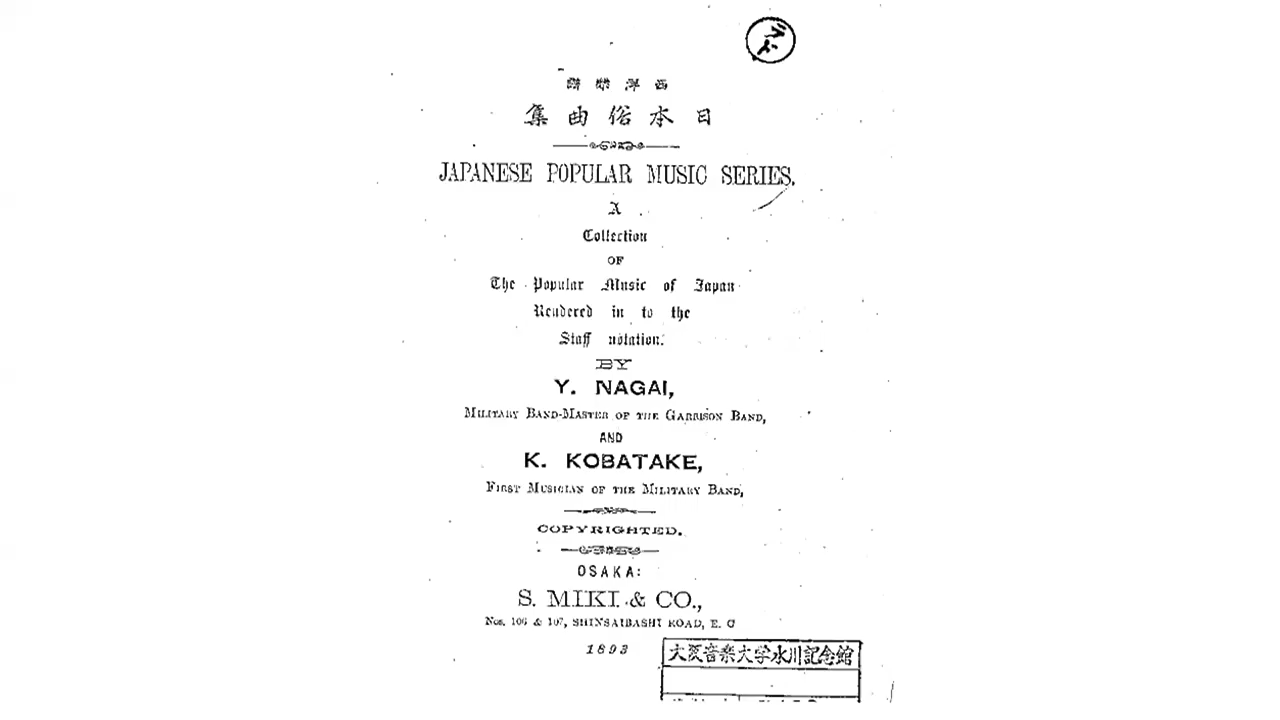 西洋樂譜
日本俗曲集
JAPANESE POPULAR MUSIC SERIES.
A
Collection
OF
The Popular Music of Japan
Rendered in to the
Staff notation.
BY
Y. NAGAI,
MILITARY BAND-MASTER OF THE GARRISON BAND,
AND
K. KOBATAKE,
FIRST MUSICIAN OF THE MILITARY BAND,
COPYRIGHTED.
OSAKA:
S. MIKI & CO.,
Nos. 106 & 107, SHINSAIBASHI ROAD, E. C
1893
大阪音楽大学水川記念館